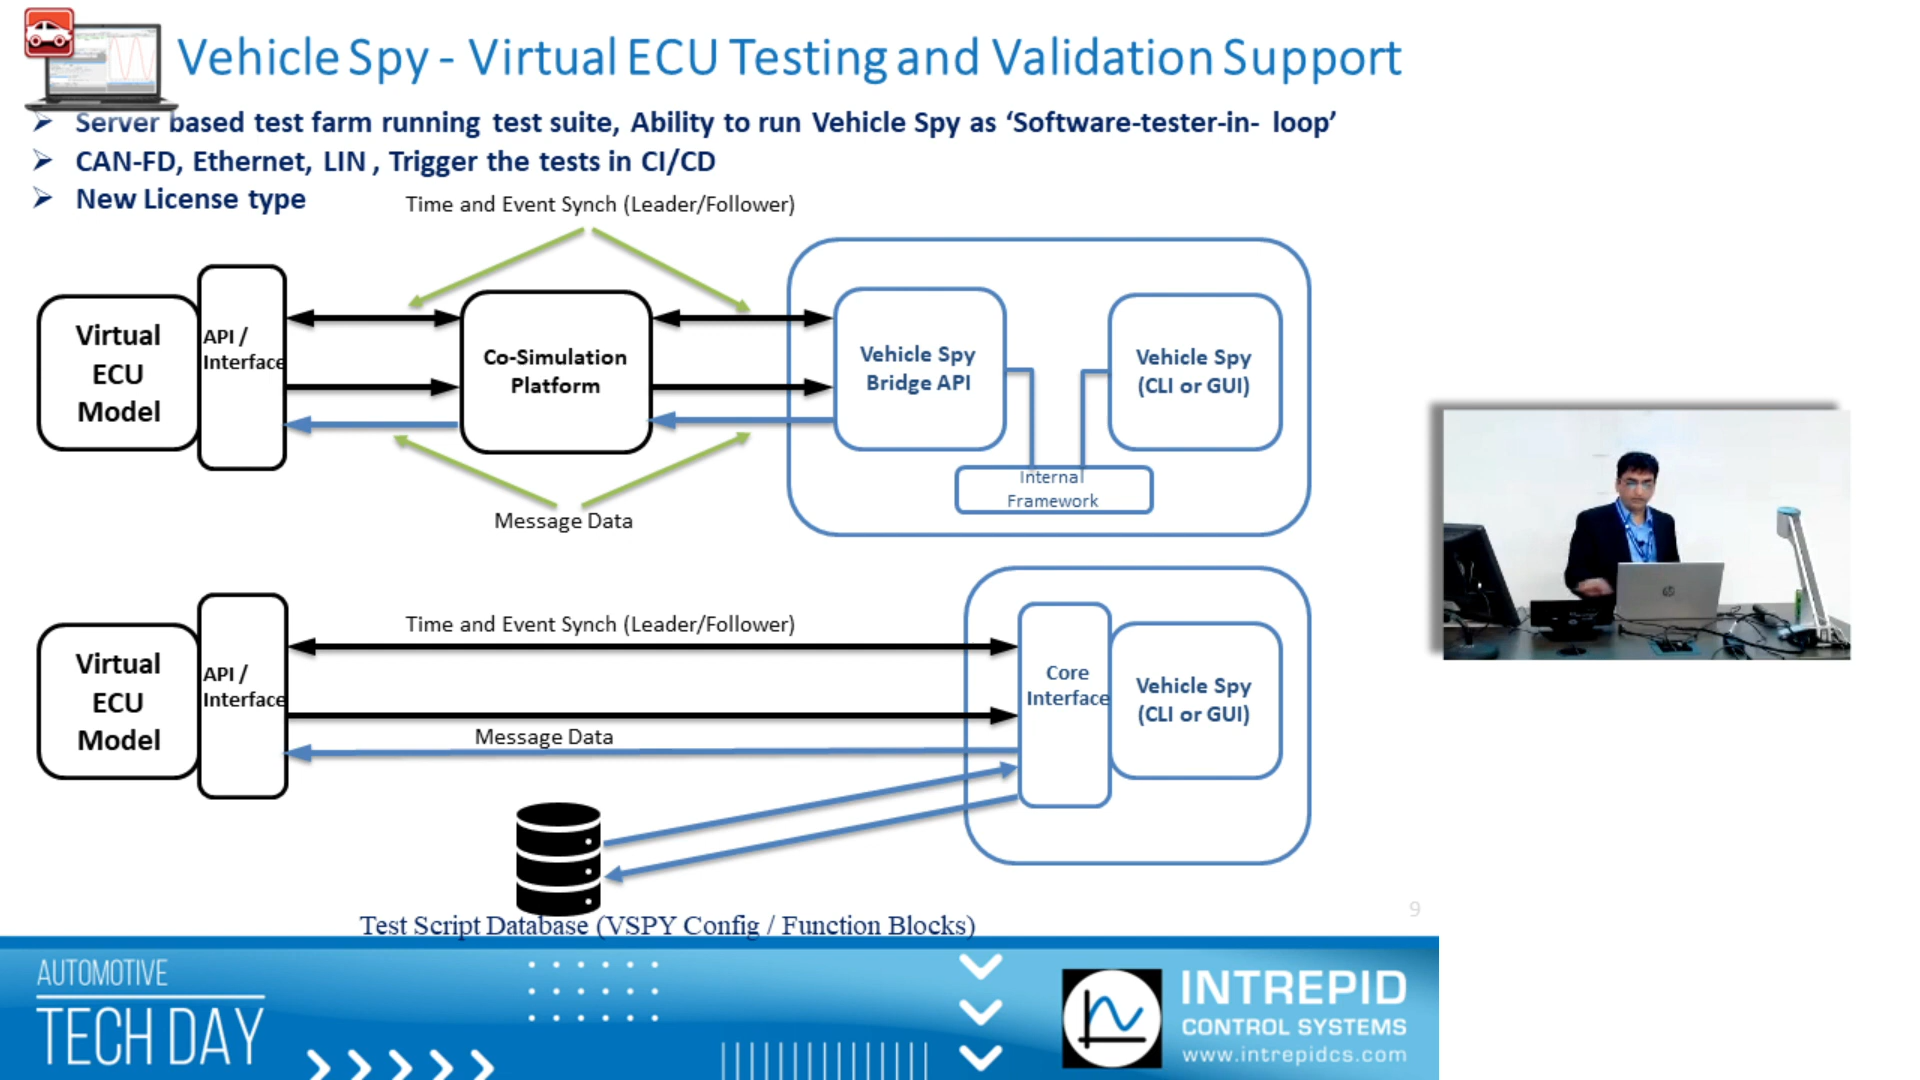 Vehicle Spy - Virtual ECU Testing and Validation Support
➢ Server based test farm running test suite, Ability to run Vehicle Spy as ‘Software-tester-in- loop’
➢ CAN-FD, Ethernet, LIN , Trigger the tests in CI/CD
➢ New License type
Time and Event Synch (Leader/Follower)
Virtual
ECU
Model
API /
Interface
Co-Simulation
Platform
Vehicle Spy
Bridge API
Vehicle Spy
(CLI or GUI)
Internal
Framework
Message Data
Virtual
ECU
Model
API /
Interface
Time and Event Synch (Leader/Follower)
Message Data
Core
Interface
Vehicle Spy
(CLI or GUI)
Test Script Database (VSPY Config / Function Blocks)
9
AUTOMOTIVE
TECH DAY
INTREPID
CONTROL SYSTEMS
www.intrepidcs.com
hp